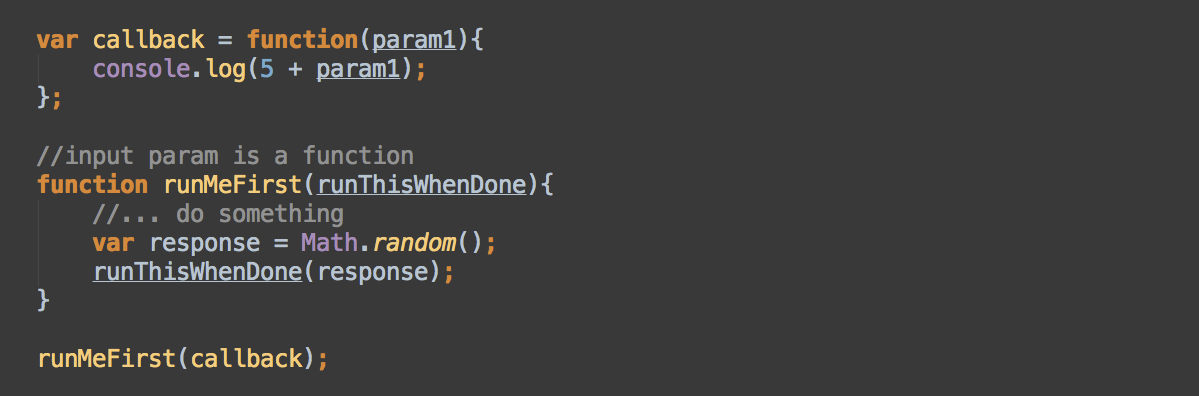 var callback = function(param1){
    console.log(5 + param1);
};
//input param is a function
function runMeFirst(runThisWhenDone){
    //... do something
    var response = Math.random();
    runThisWhenDone(response);
}
runMeFirst(callback);